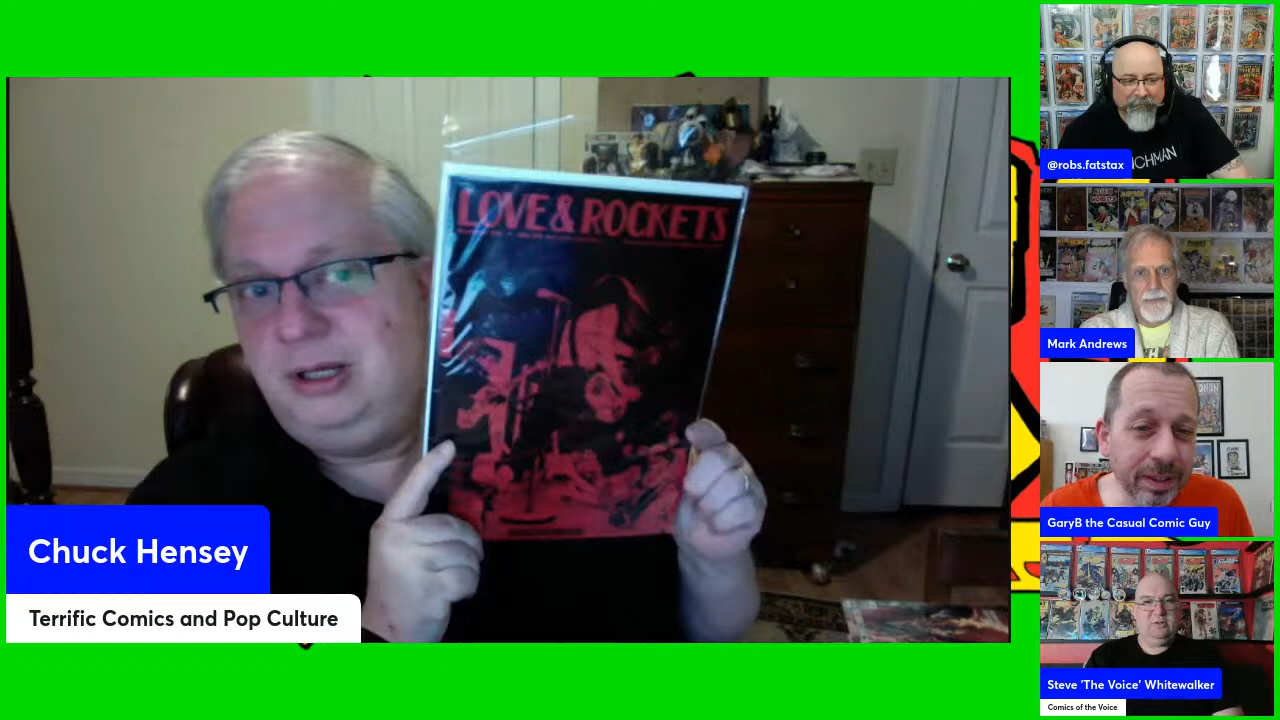 LOVE & ROCKETS
Chuck Hensey
Terrific Comics and Pop Culture
@robs.fatstax
Mark Andrews
GaryB the Casual Comic Guy
Steve 'The Voice' Whitewalker
Comics of the Voice